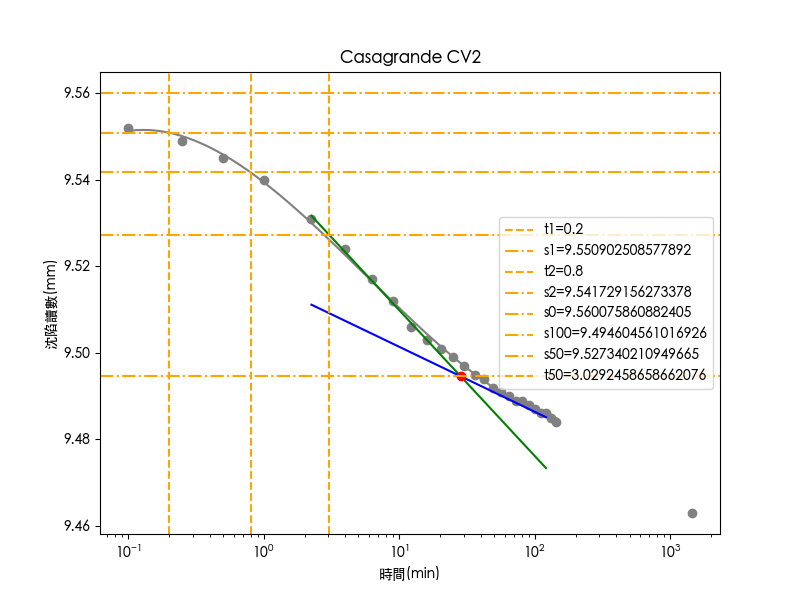 Casagrande CV2
沈陷讀數(mm)
9.56
9.54
9.52
9.50
9.48
9.46
t1=0.2
s1=9.550902508577892
t2=0.8
s2=9.541729156273378
s0=9.560075860882405
s100=9.494604561016926
s50=9.527340210949665
t50=3.0292458658662076
10⁻¹
10⁰
10¹
10²
10³
時間(min)